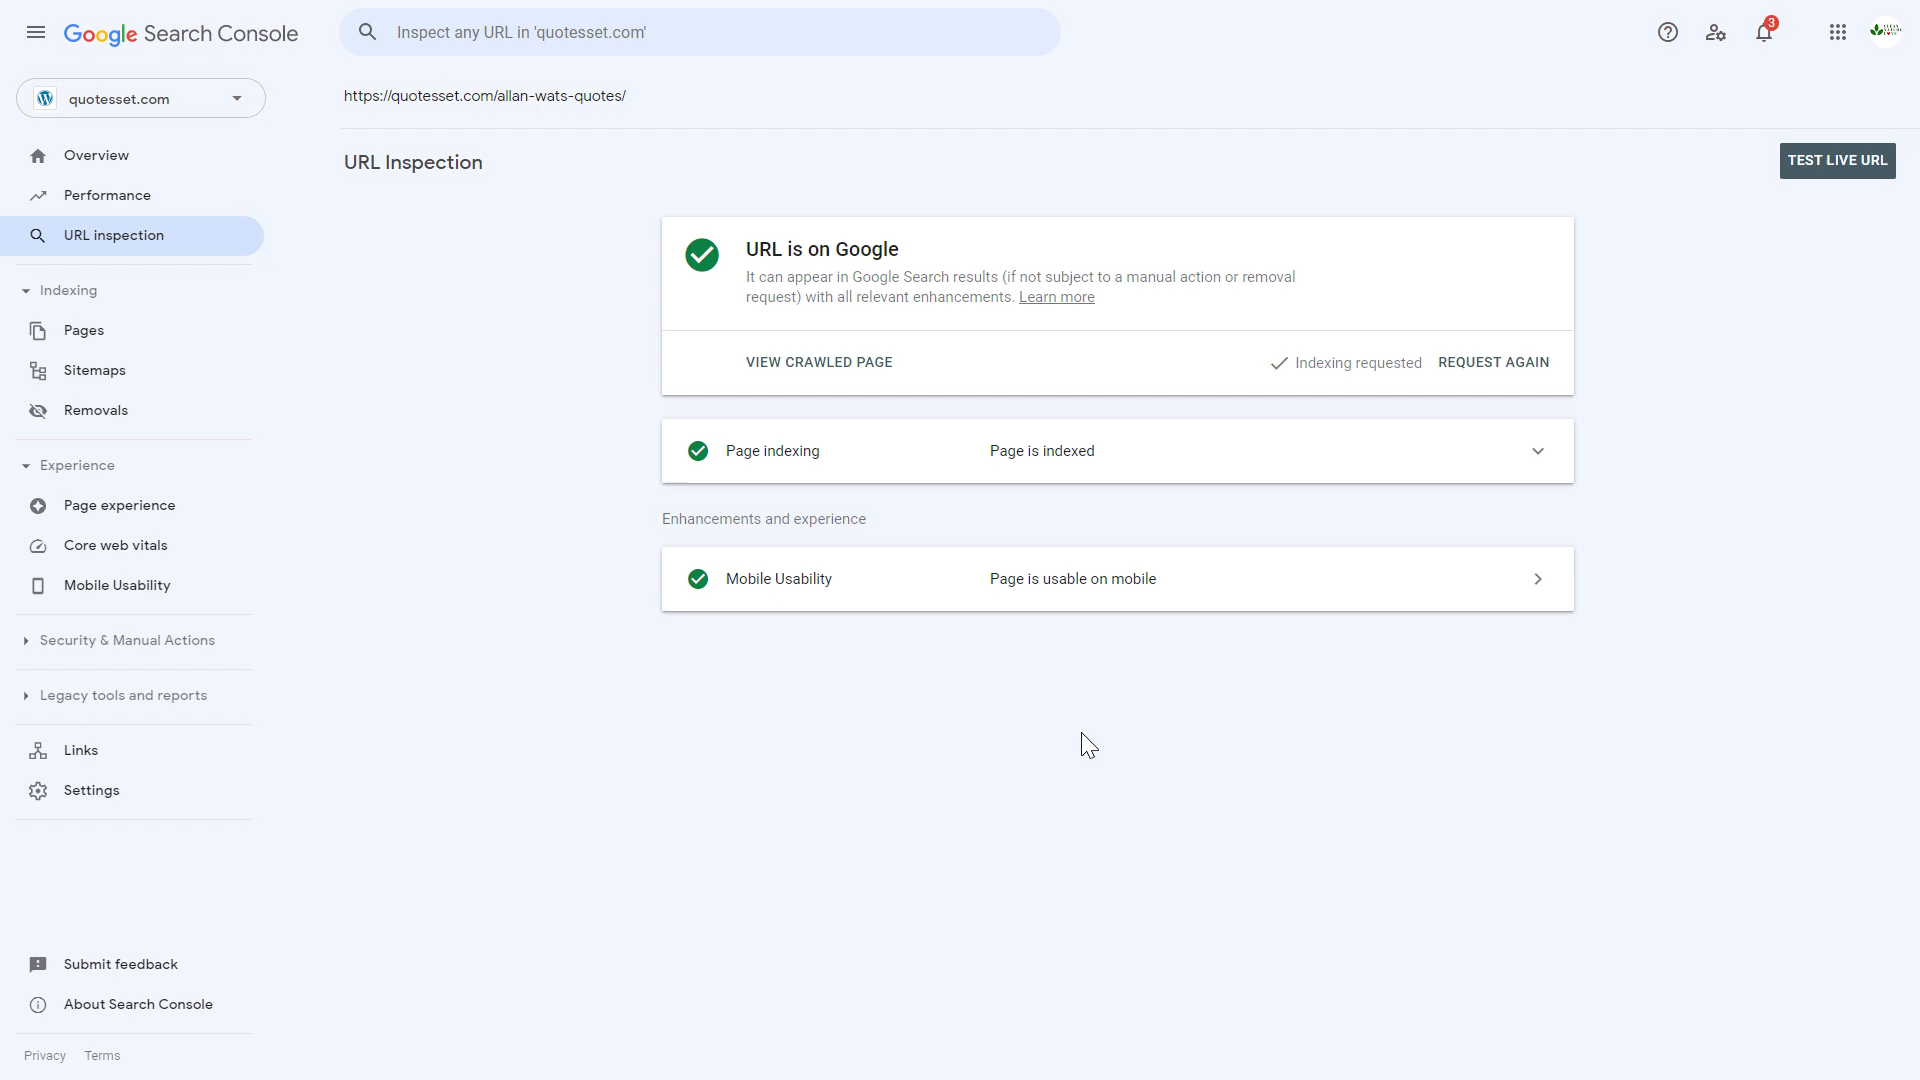 Google Search Console
Inspect any URL in 'quotesset.com'
3
quotesset.com
https://quotesset.com/allan-wats-quotes/
Overview
Performance
URL inspection
Indexing
Pages
Sitemaps
Removals
Experience
Page experience
Core web vitals
Mobile Usability
Security & Manual Actions
Legacy tools and reports
Links
Settings
Submit feedback
About Search Console
Privacy Terms
URL Inspection
TEST LIVE URL
URL is on Google
It can appear in Google Search results (if not subject to a manual action or removal
request) with all relevant enhancements. Learn more
VIEW CRAWLED PAGE
Indexing requested REQUEST AGAIN
Page indexing Page is indexed
Enhancements and experience
Mobile Usability Page is usable on mobile